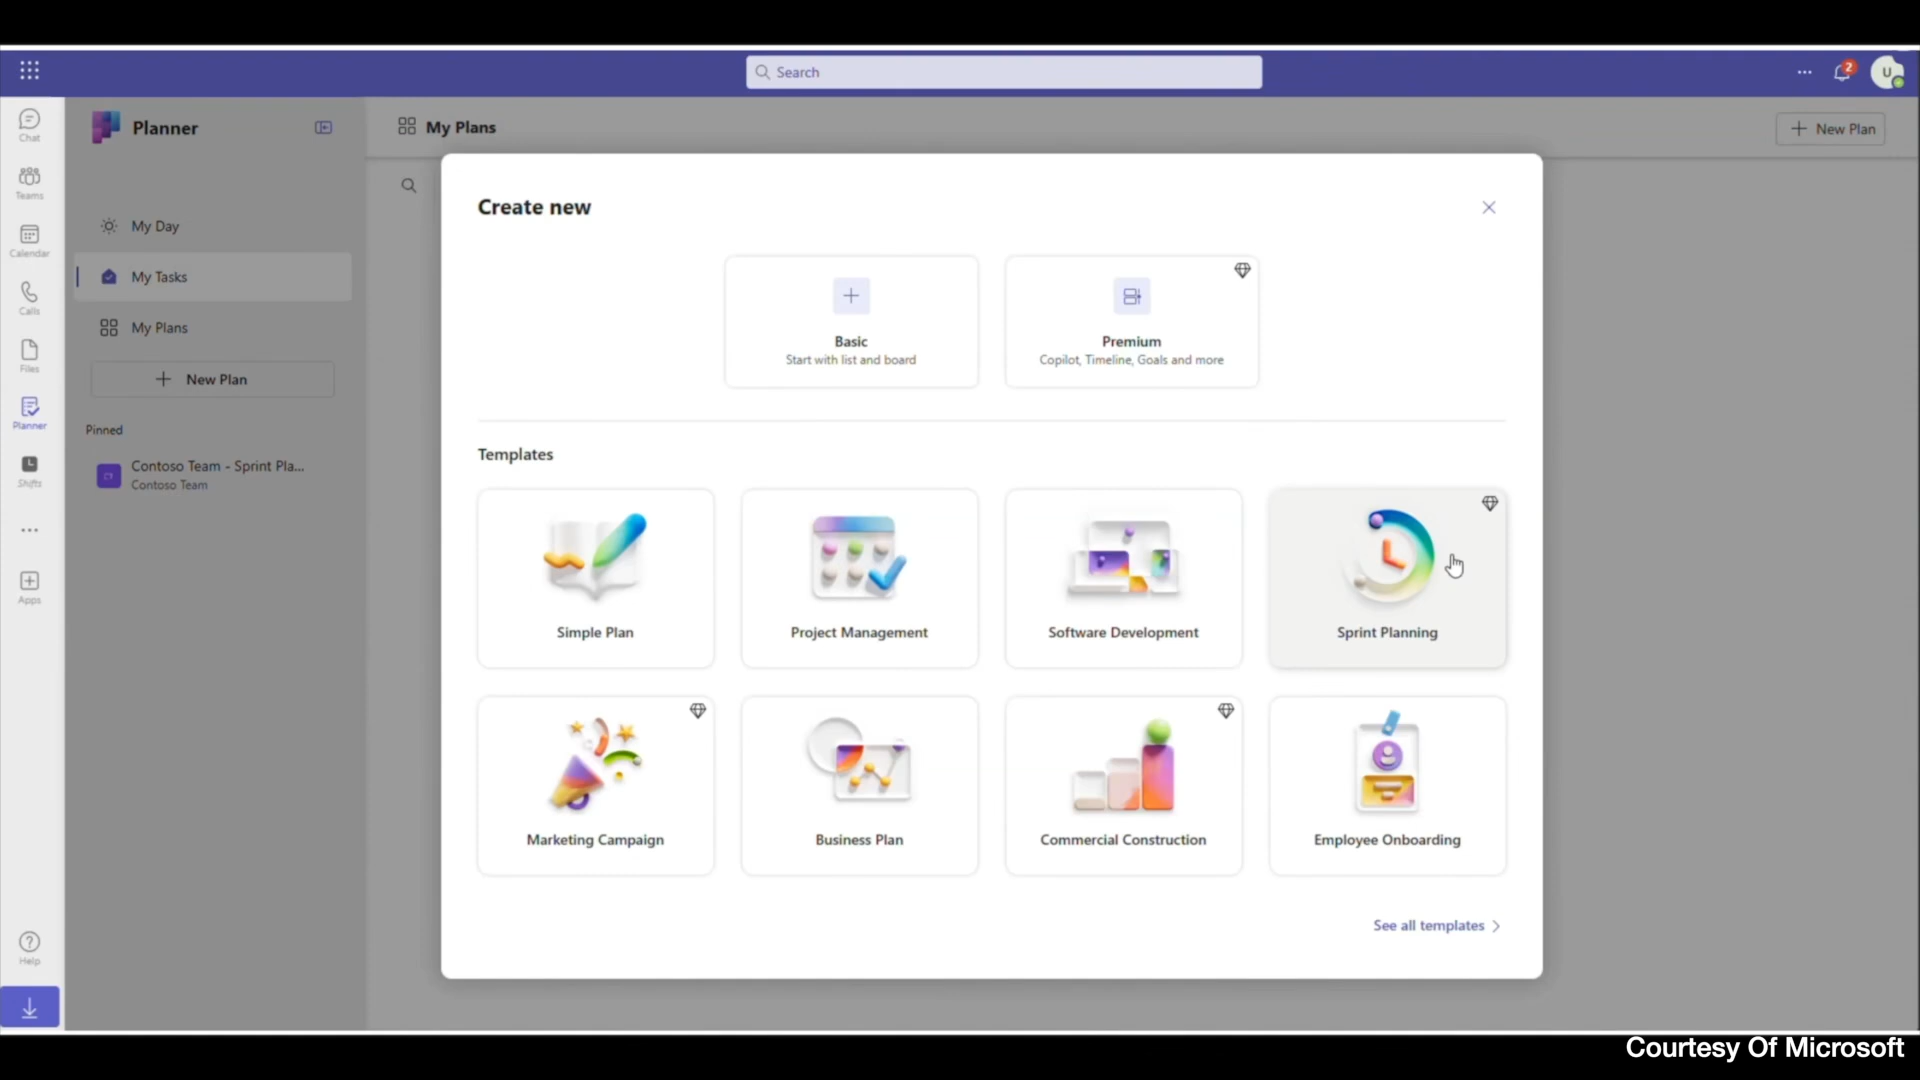 Search
2
U
Chat
Teams
Calendar
Calls
Files
Planner
Shifts
Apps
Help
Planner
My Day
My Tasks
My Plans
New Plan
Pinned
Contoso Team - Sprint Pla...
Contoso Team
My Plans
New Plan
Create new
Basic
Start with list and board
Premium
Copilot, Timeline, Goals and more
Templates
Simple Plan
Project Management
Software Development
Sprint Planning
Marketing Campaign
Business Plan
Commercial Construction
Employee Onboarding
See all templates
Courtesy Of Microsoft